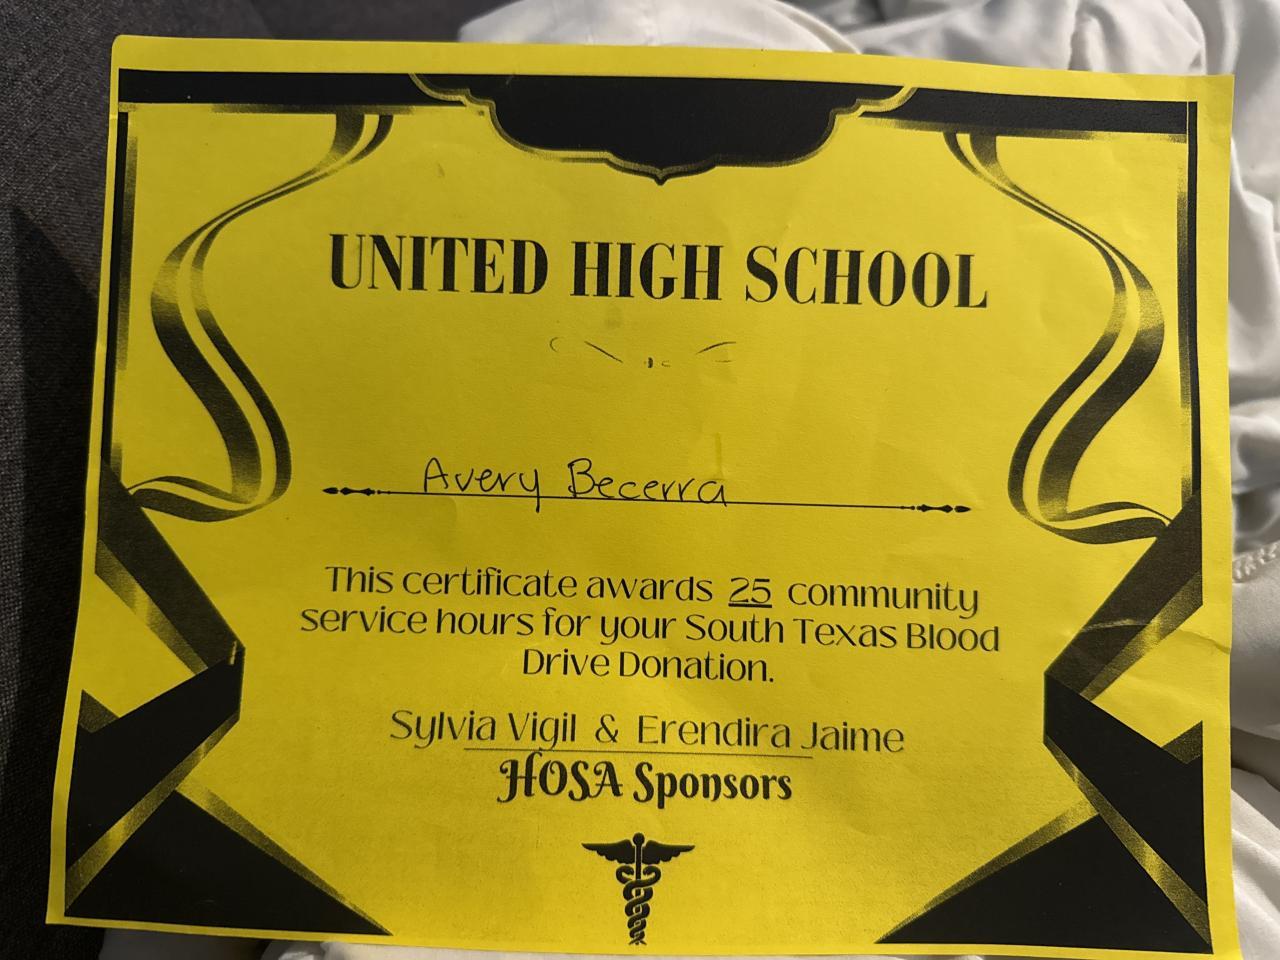 UNITED HIGH SCHOOL
Avery Becerra
This certificate awards 25 community
service hours for your South Texas Blood
Drive Donation.
Sylvia Vigil & Erendira Jaime
HOSA Sponsors